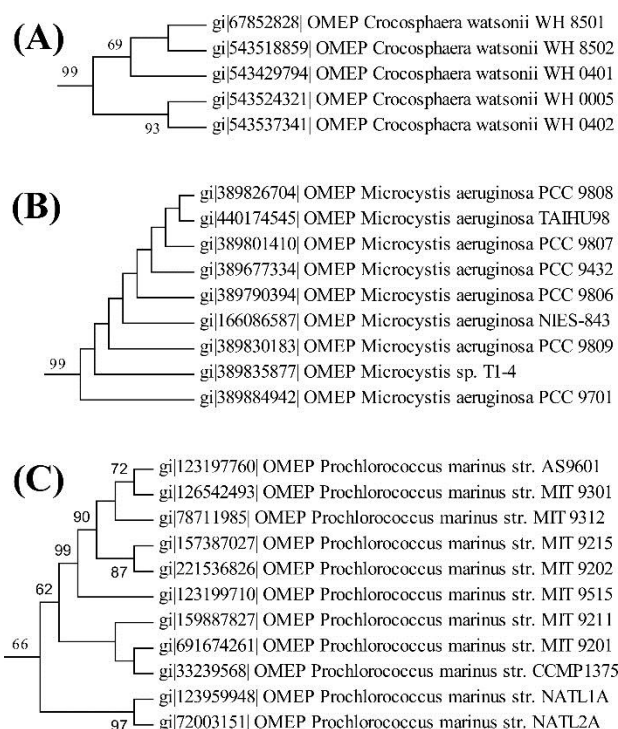 (A)
gi|67852828| OMEP Crocosphaera watsonii WH 8501
69
gi|543518859| OMEP Crocosphaera watsonii WH 8502
99
gi|543429794| OMEP Crocosphaera watsonii WH 0401
gi|543524321| OMEP Crocosphaera watsonii WH 0005
93
gi|543537341| OMEP Crocosphaera watsonii WH 0402
(B)
gi|389826704| OMEP Microcystis aeruginosa PCC 9808
gi|440174545| OMEP Microcystis aeruginosa TAIHU98
gi|389801410| OMEP Microcystis aeruginosa PCC 9807
gi|389677334| OMEP Microcystis aeruginosa PCC 9432
gi|389790394| OMEP Microcystis aeruginosa PCC 9806
gi|166086587| OMEP Microcystis aeruginosa NIES-843
gi|389830183| OMEP Microcystis aeruginosa PCC 9809
99
gi|389835877| OMEP Microcystis sp. T1-4
gi|389884942| OMEP Microcystis aeruginosa PCC 9701
(C)
72
gi|123197760| OMEP Prochlorococcus marinus str. AS9601
gi|126542493| OMEP Prochlorococcus marinus str. MIT 9301
90
gi|78711985| OMEP Prochlorococcus marinus str. MIT 9312
gi|157387027| OMEP Prochlorococcus marinus str. MIT 9215
99
87
gi|221536826| OMEP Prochlorococcus marinus str. MIT 9202
62
gi|123199710| OMEP Prochlorococcus marinus str. MIT 9515
gi|159887827| OMEP Prochlorococcus marinus str. MIT 9211
66
gi|691674261| OMEP Prochlorococcus marinus str. MIT 9201
gi|33239568| OMEP Prochlorococcus marinus str. CCMP1375
gi|123959948| OMEP Prochlorococcus marinus str. NATL1A
97
gi|72003151| OMEP Prochlorococcus marinus str. NATL2A